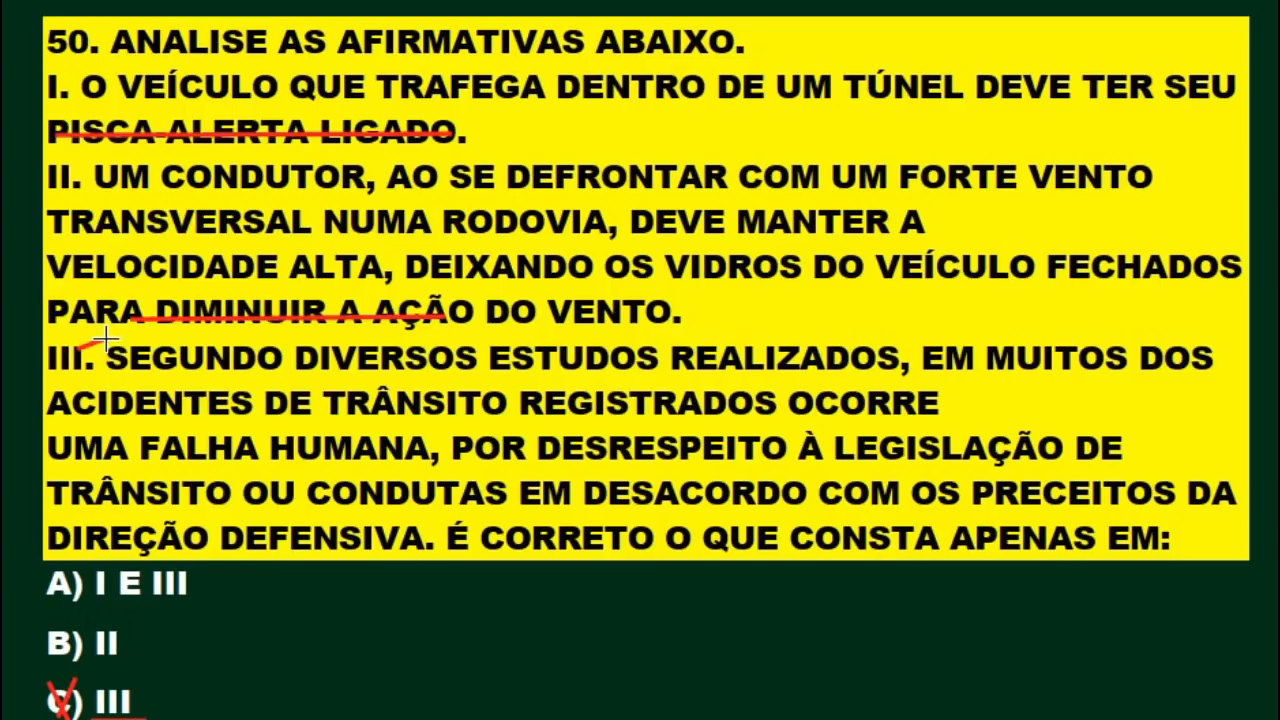 50. ANALISE AS AFIRMATIVAS ABAIXO.
I. O VEÍCULO QUE TRAFEGA DENTRO DE UM TÚNEL DEVE TER SEU
PISCA-ALERTA LIGADO.
II. UM CONDUTOR, AO SE DEFRONTAR COM UM FORTE VENTO
TRANSVERSAL NUMA RODOVIA, DEVE MANTER A
VELOCIDADE ALTA, DEIXANDO OS VIDROS DO VEÍCULO FECHADOS
PARA DIMINUIR A AÇÃO DO VENTO.
III. SEGUNDO DIVERSOS ESTUDOS REALIZADOS, EM MUITOS DOS
ACIDENTES DE TRÂNSITO REGISTRADOS OCORRE
UMA FALHA HUMANA, POR DESRESPEITO À LEGISLAÇÃO DE
TRÂNSITO OU CONDUTAS EM DESACORDO COM OS PRECEITOS DA
DIREÇÃO DEFENSIVA. É CORRETO O QUE CONSTA APENAS EM:
A) I E III
B) II
C) III